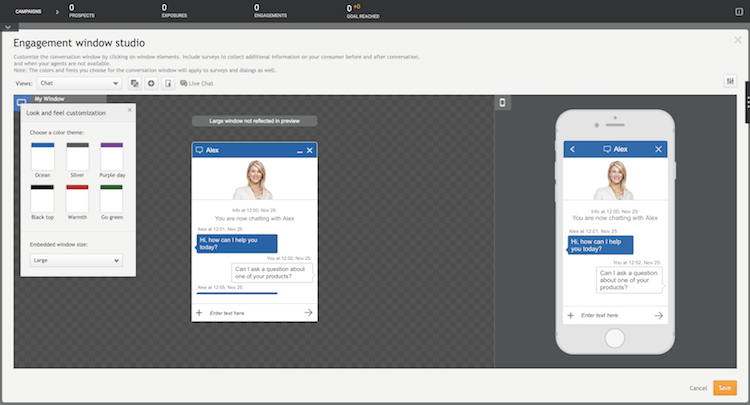 CAMPAIGNS
0
PROSPECTS
0
EXPOSURES
0
ENGAGEMENTS
0 +0
GOAL REACHED
Engagement window studio
Customize the conversation window by clicking on window elements. Include surveys to collect additional information on your consumer before and after conversation,
and when your agents are not available.
Note: The colors and fonts you choose for the conversation window will apply to surveys and dialogs as well.
Views: Chat
Live Chat
My Window
Look and feel customization
Choose a color theme:
Ocean Silver Purple day
Black top Warmth Go green
Embedded window size:
Large
Large window not reflected in preview
Alex
Info at 12:00, Nov 25:
You are now chatting with Alex
Alex at 12:01, Nov 25:
Hi, how can I help you
today?
You at 12:02, Nov 25:
Can I ask a question about
one of your products?
Alex at 12:05, Nov 25:
Enter text here
Alex
Info at 12:00, Nov 25:
You are now chatting with Alex
Alex at 12:01, Nov 25:
Hi, how can I help you
today?
You at 12:02, Nov 25:
Can I ask a question
about one of your
products?
Enter text here
Cancel
Save